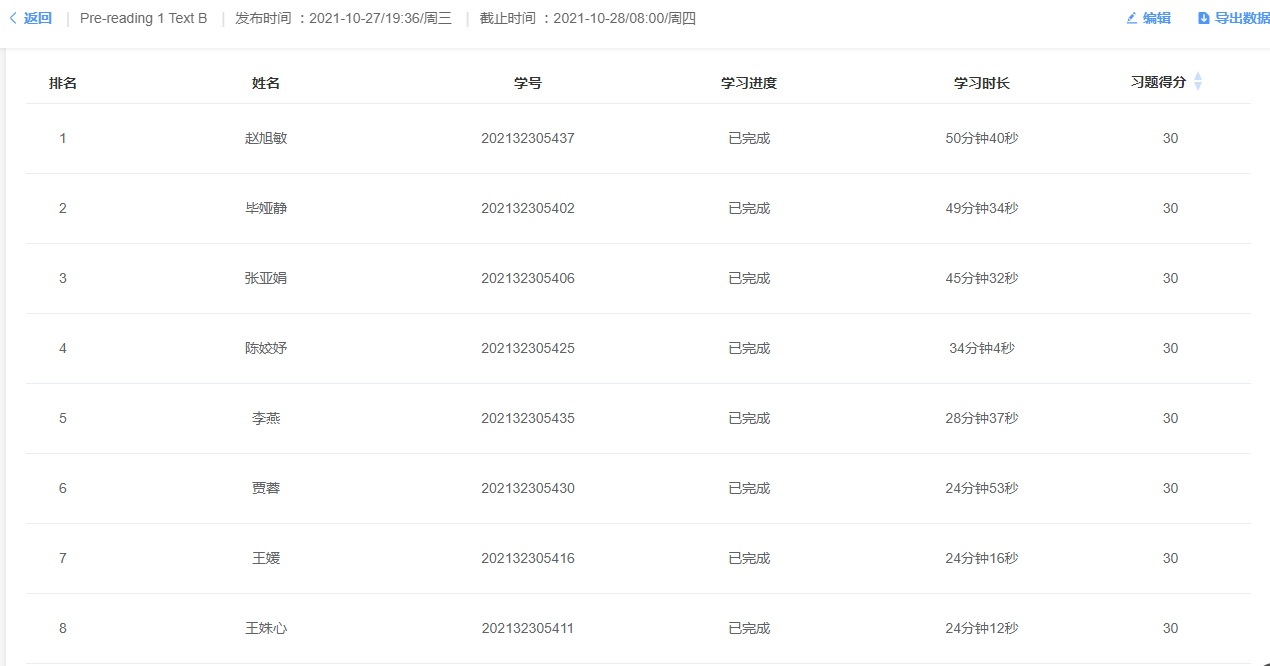 返回 | Pre-reading 1 Text B | 发布时间 ：2021-10-27/19:36/周三 | 截止时间 ：2021-10-28/08:00/周四 编辑 导出数据
排名 姓名 学号 学习进度 学习时长 习题得分
1 赵旭敏 202132305437 已完成 50分钟40秒 30
2 毕娅静 202132305402 已完成 49分钟34秒 30
3 张亚娟 202132305406 已完成 45分钟32秒 30
4 陈姣妤 202132305425 已完成 34分钟4秒 30
5 李燕 202132305435 已完成 28分钟37秒 30
6 贾蓉 202132305430 已完成 24分钟53秒 30
7 王媛 202132305416 已完成 24分钟16秒 30
8 王姝心 202132305411 已完成 24分钟12秒 30